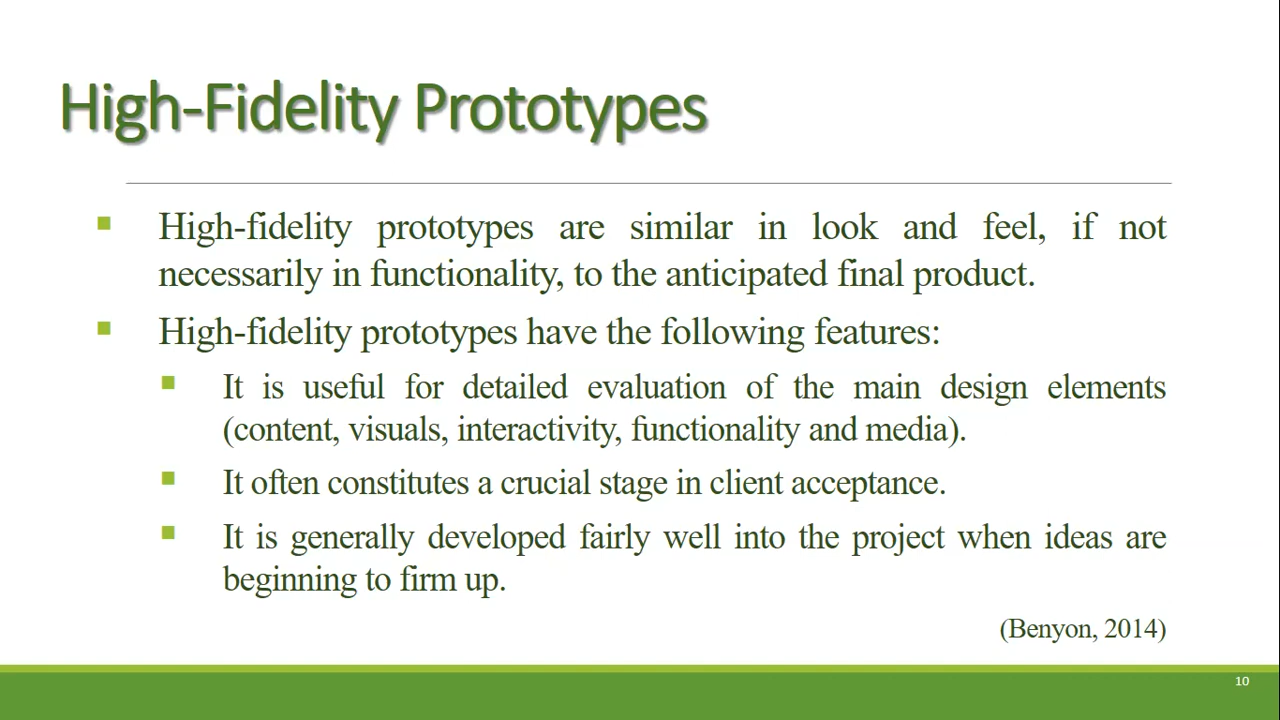 High-Fidelity Prototypes
High-fidelity prototypes are similar in look and feel, if not
necessarily in functionality, to the anticipated final product.
High-fidelity prototypes have the following features:
It is useful for detailed evaluation of the main design elements
(content, visuals, interactivity, functionality and media).
It often constitutes a crucial stage in client acceptance.
It is generally developed fairly well into the project when ideas are
beginning to firm up.
(Benyon, 2014)
10